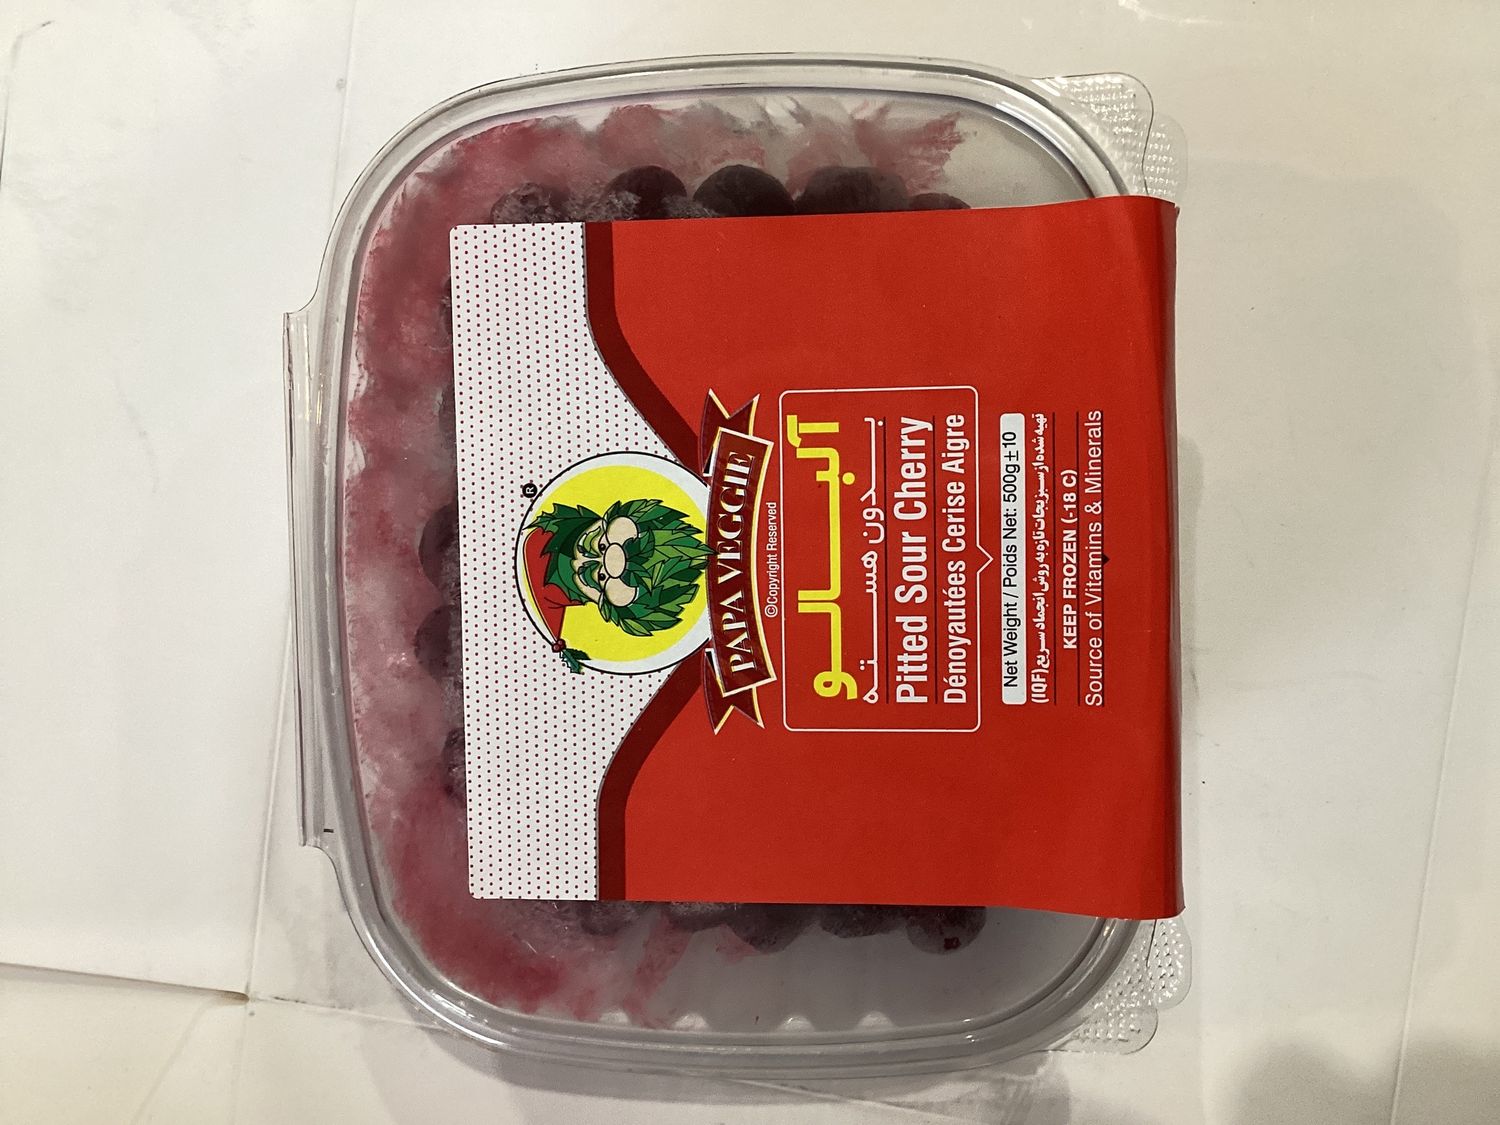 ®
PAPA VEGGIE
©Copyright Reserved
آلبالو
بدون هسته
Pitted Sour Cherry
Dénoyautées Cerise Aigre
Net Weight / Poids Net: 500g±10
تهیه شده از سبزیجات تازه به روش انجماد سریع (IQF)
KEEP FROZEN (-18 C)
Source of Vitamins & Minerals